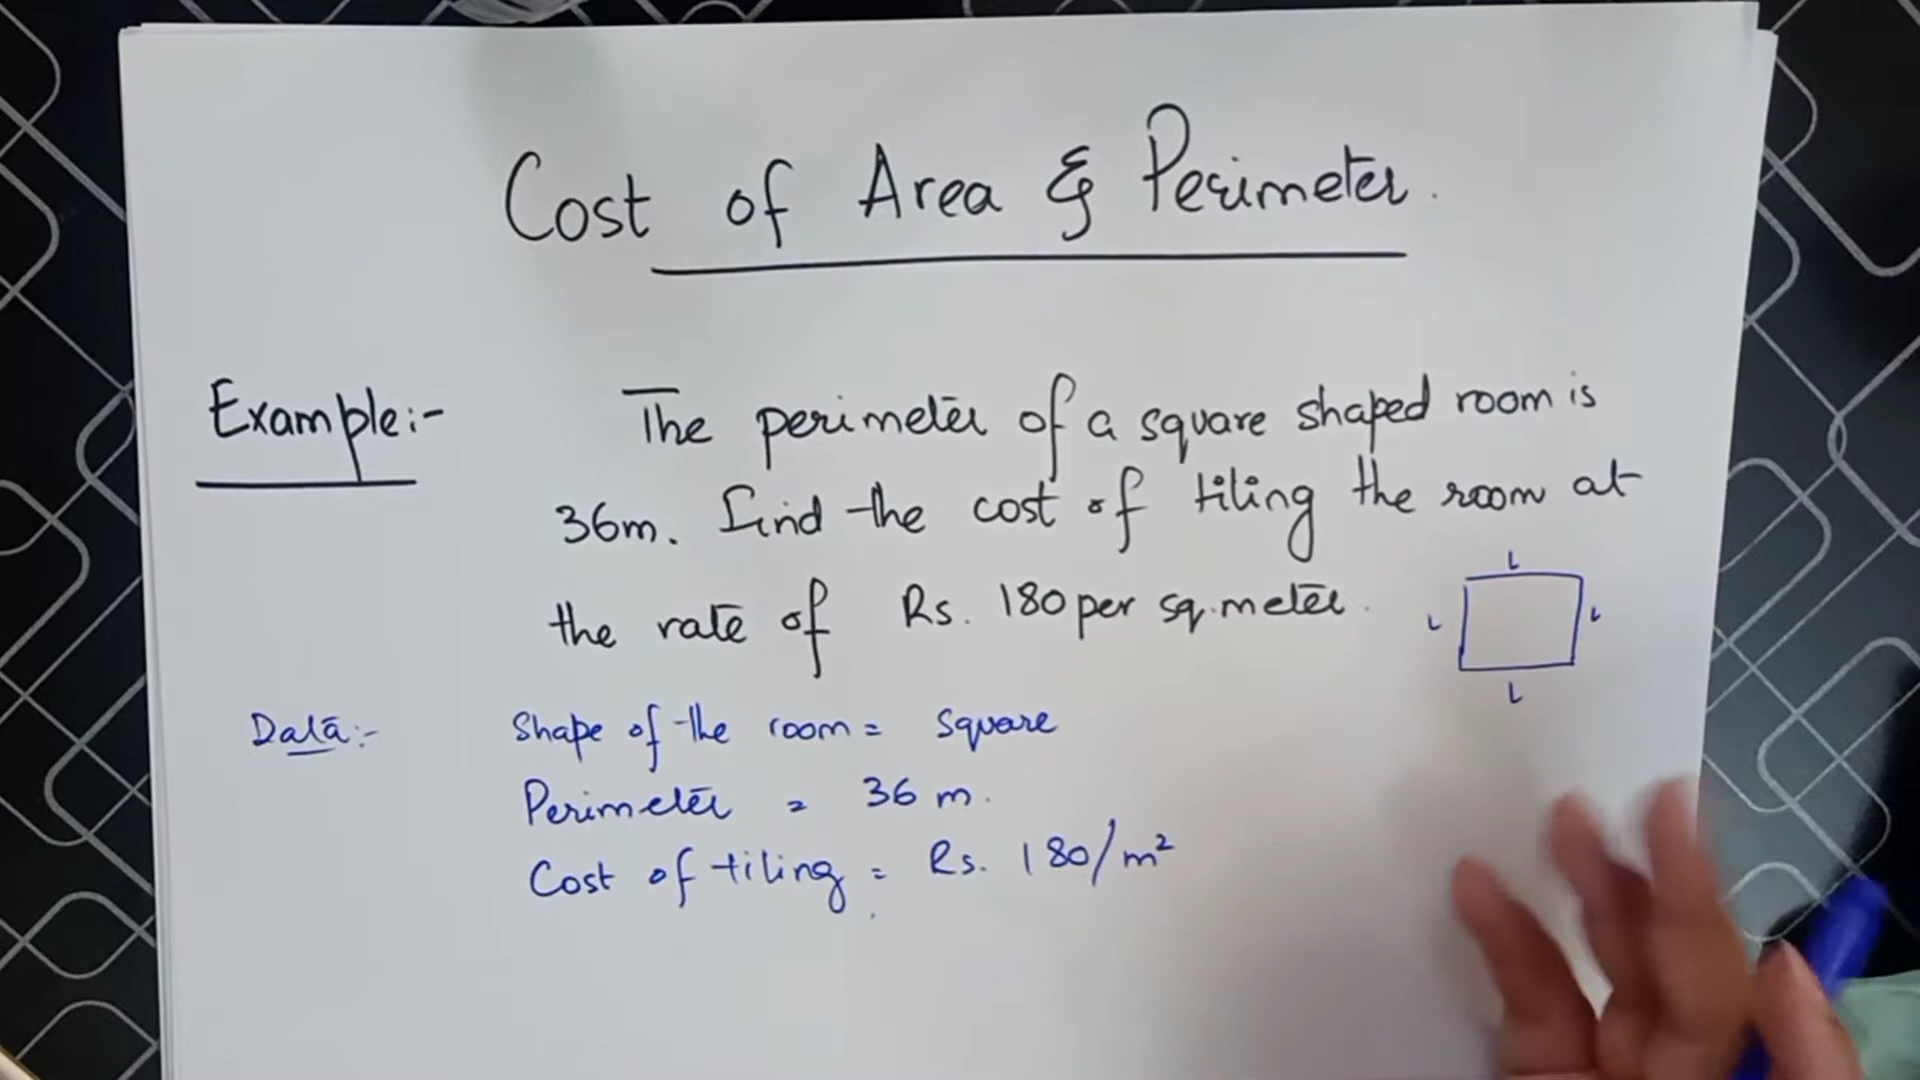 Cost of Area & Perimeter.
Example:- The perimeter of a square shaped room is
36m. Find the cost of tiling the room at
the rate of Rs. 180 per sq.meter.
L
L L
L
Data:- Shape of the room = Square
Perimeter = 36 m.
Cost of tiling = Rs. 180/m²